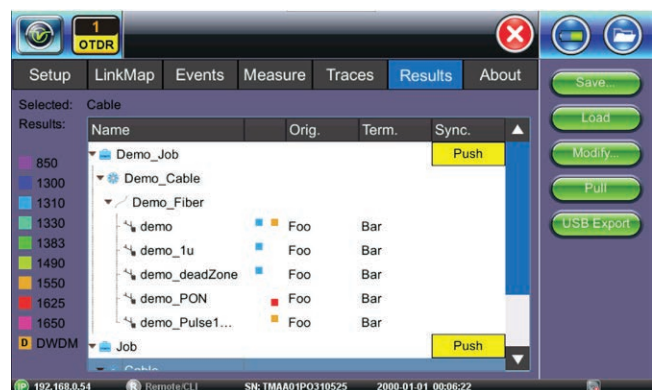 1
OTDR
Setup LinkMap Events Measure Traces Results About
Selected: Cable
Results:
Name Orig. Term. Sync.
Demo_Job Push
850
Demo_Cable
1300
1310 Demo_Fiber
1330 demo Foo Bar
1383 demo_1u Foo Bar
1490
demo_deadZone Foo Bar
1550
1625 demo_PON Foo Bar
1650 demo_Pulse1... Foo Bar
D DWDM Job Push
Cable
Save...
Load
Modify...
Pull
USB Export
IP 192.168.0.54 R Remote/CLI SN: TMAA01PO310525 2000-01-01 00:06:22